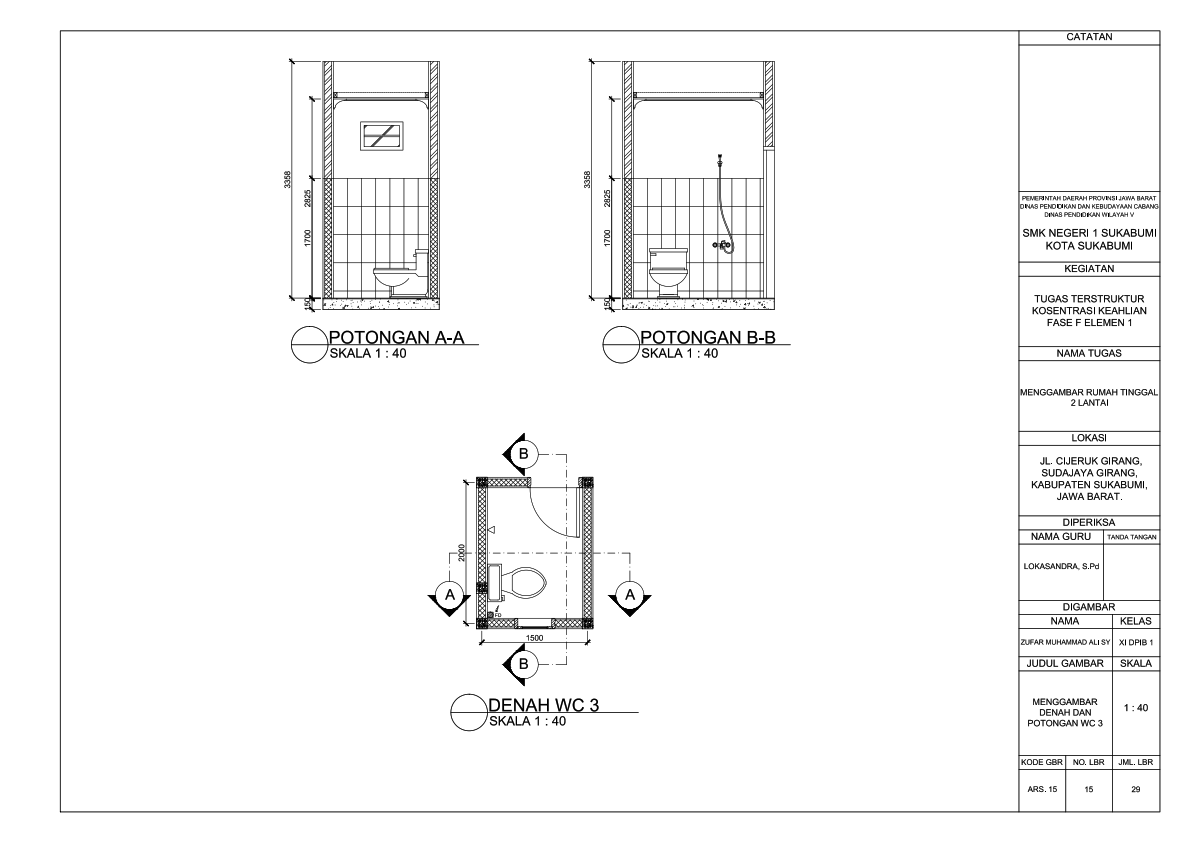 3358
2825
1700
150
POTONGAN A-A
SKALA 1 : 40
3358
2825
1700
150
POTONGAN B-B
SKALA 1 : 40
B
2000
A
A
FD
1500
B
DENAH WC 3
SKALA 1 : 40
CATATAN
PEMERINTAH DAERAH PROVINSI JAWA BARAT
DINAS PENDIDIKAN DAN KEBUDAYAAN CABANG
DINAS PENDIDIKAN WILAYAH V
SMK NEGERI 1 SUKABUMI
KOTA SUKABUMI
KEGIATAN
TUGAS TERSTRUKTUR
KOSENTRASI KEAHLIAN
FASE F ELEMEN 1
NAMA TUGAS
MENGGAMBAR RUMAH TINGGAL
2 LANTAI
LOKASI
JL. CIJERUK GIRANG,
SUDAJAYA GIRANG,
KABUPATEN SUKABUMI,
JAWA BARAT.
DIPERIKSA
NAMA GURU TANDA TANGAN
LOKASANDRA, S.Pd
DIGAMBAR
NAMA KELAS
ZUFAR MUHAMMAD ALI SY XI DPIB 1
JUDUL GAMBAR SKALA
MENGGAMBAR
DENAH DAN
POTONGAN WC 3
1 : 40
KODE GBR NO. LBR JML. LBR
ARS. 15 15 29